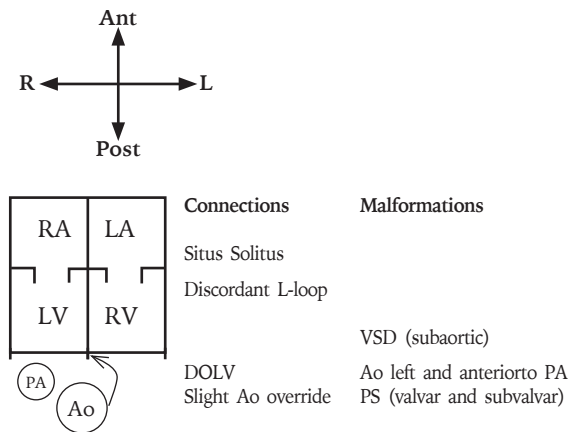 Ant
R L
Post
Connections Malformations
RA LA
Situs Solitus
Discordant L-loop
LV RV
VSD (subaortic)
PA DOLV Ao left and anteriorto PA
Ao Slight Ao override PS (valvar and subvalvar)